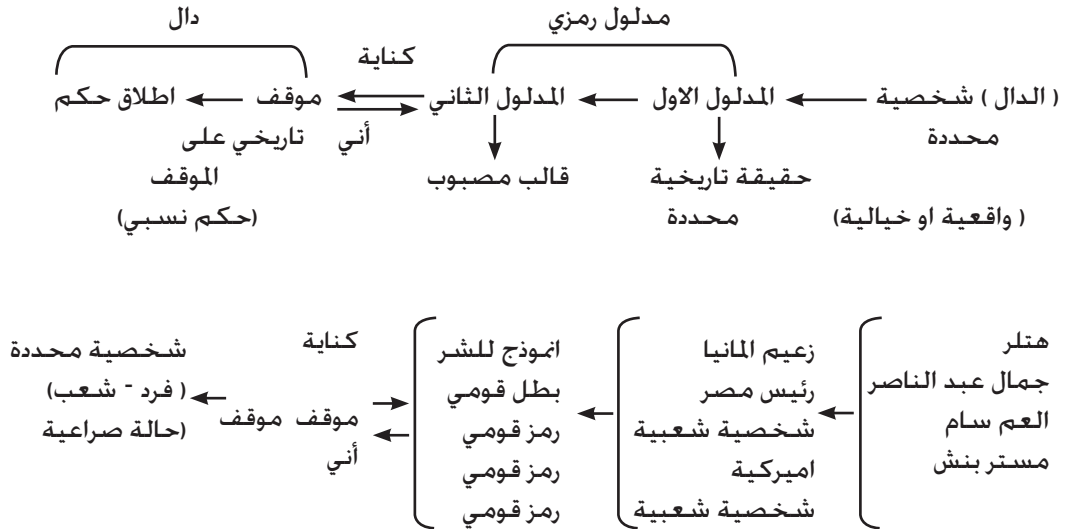 مدلول رمزي دال
كناية
( الدال ) شخصية المدلول الاول المدلول الثاني موقف اطلاق حكم
محددة أني تاريخي على
حقيقة تاريخية قالب مصبوب الموقف
( واقعية او خيالية) محددة (حكم نسبي)
هتلر زعيم المانيا انموذج للشر كناية شخصية محددة
جمال عبد الناصر رئيس مصر بطل قومي ( فرد - شعب)
العم سام شخصية شعبية رمز قومي موقف موقف (حالة صراعية
مستر بنش اميركية رمز قومي أني
شخصية شعبية رمز قومي